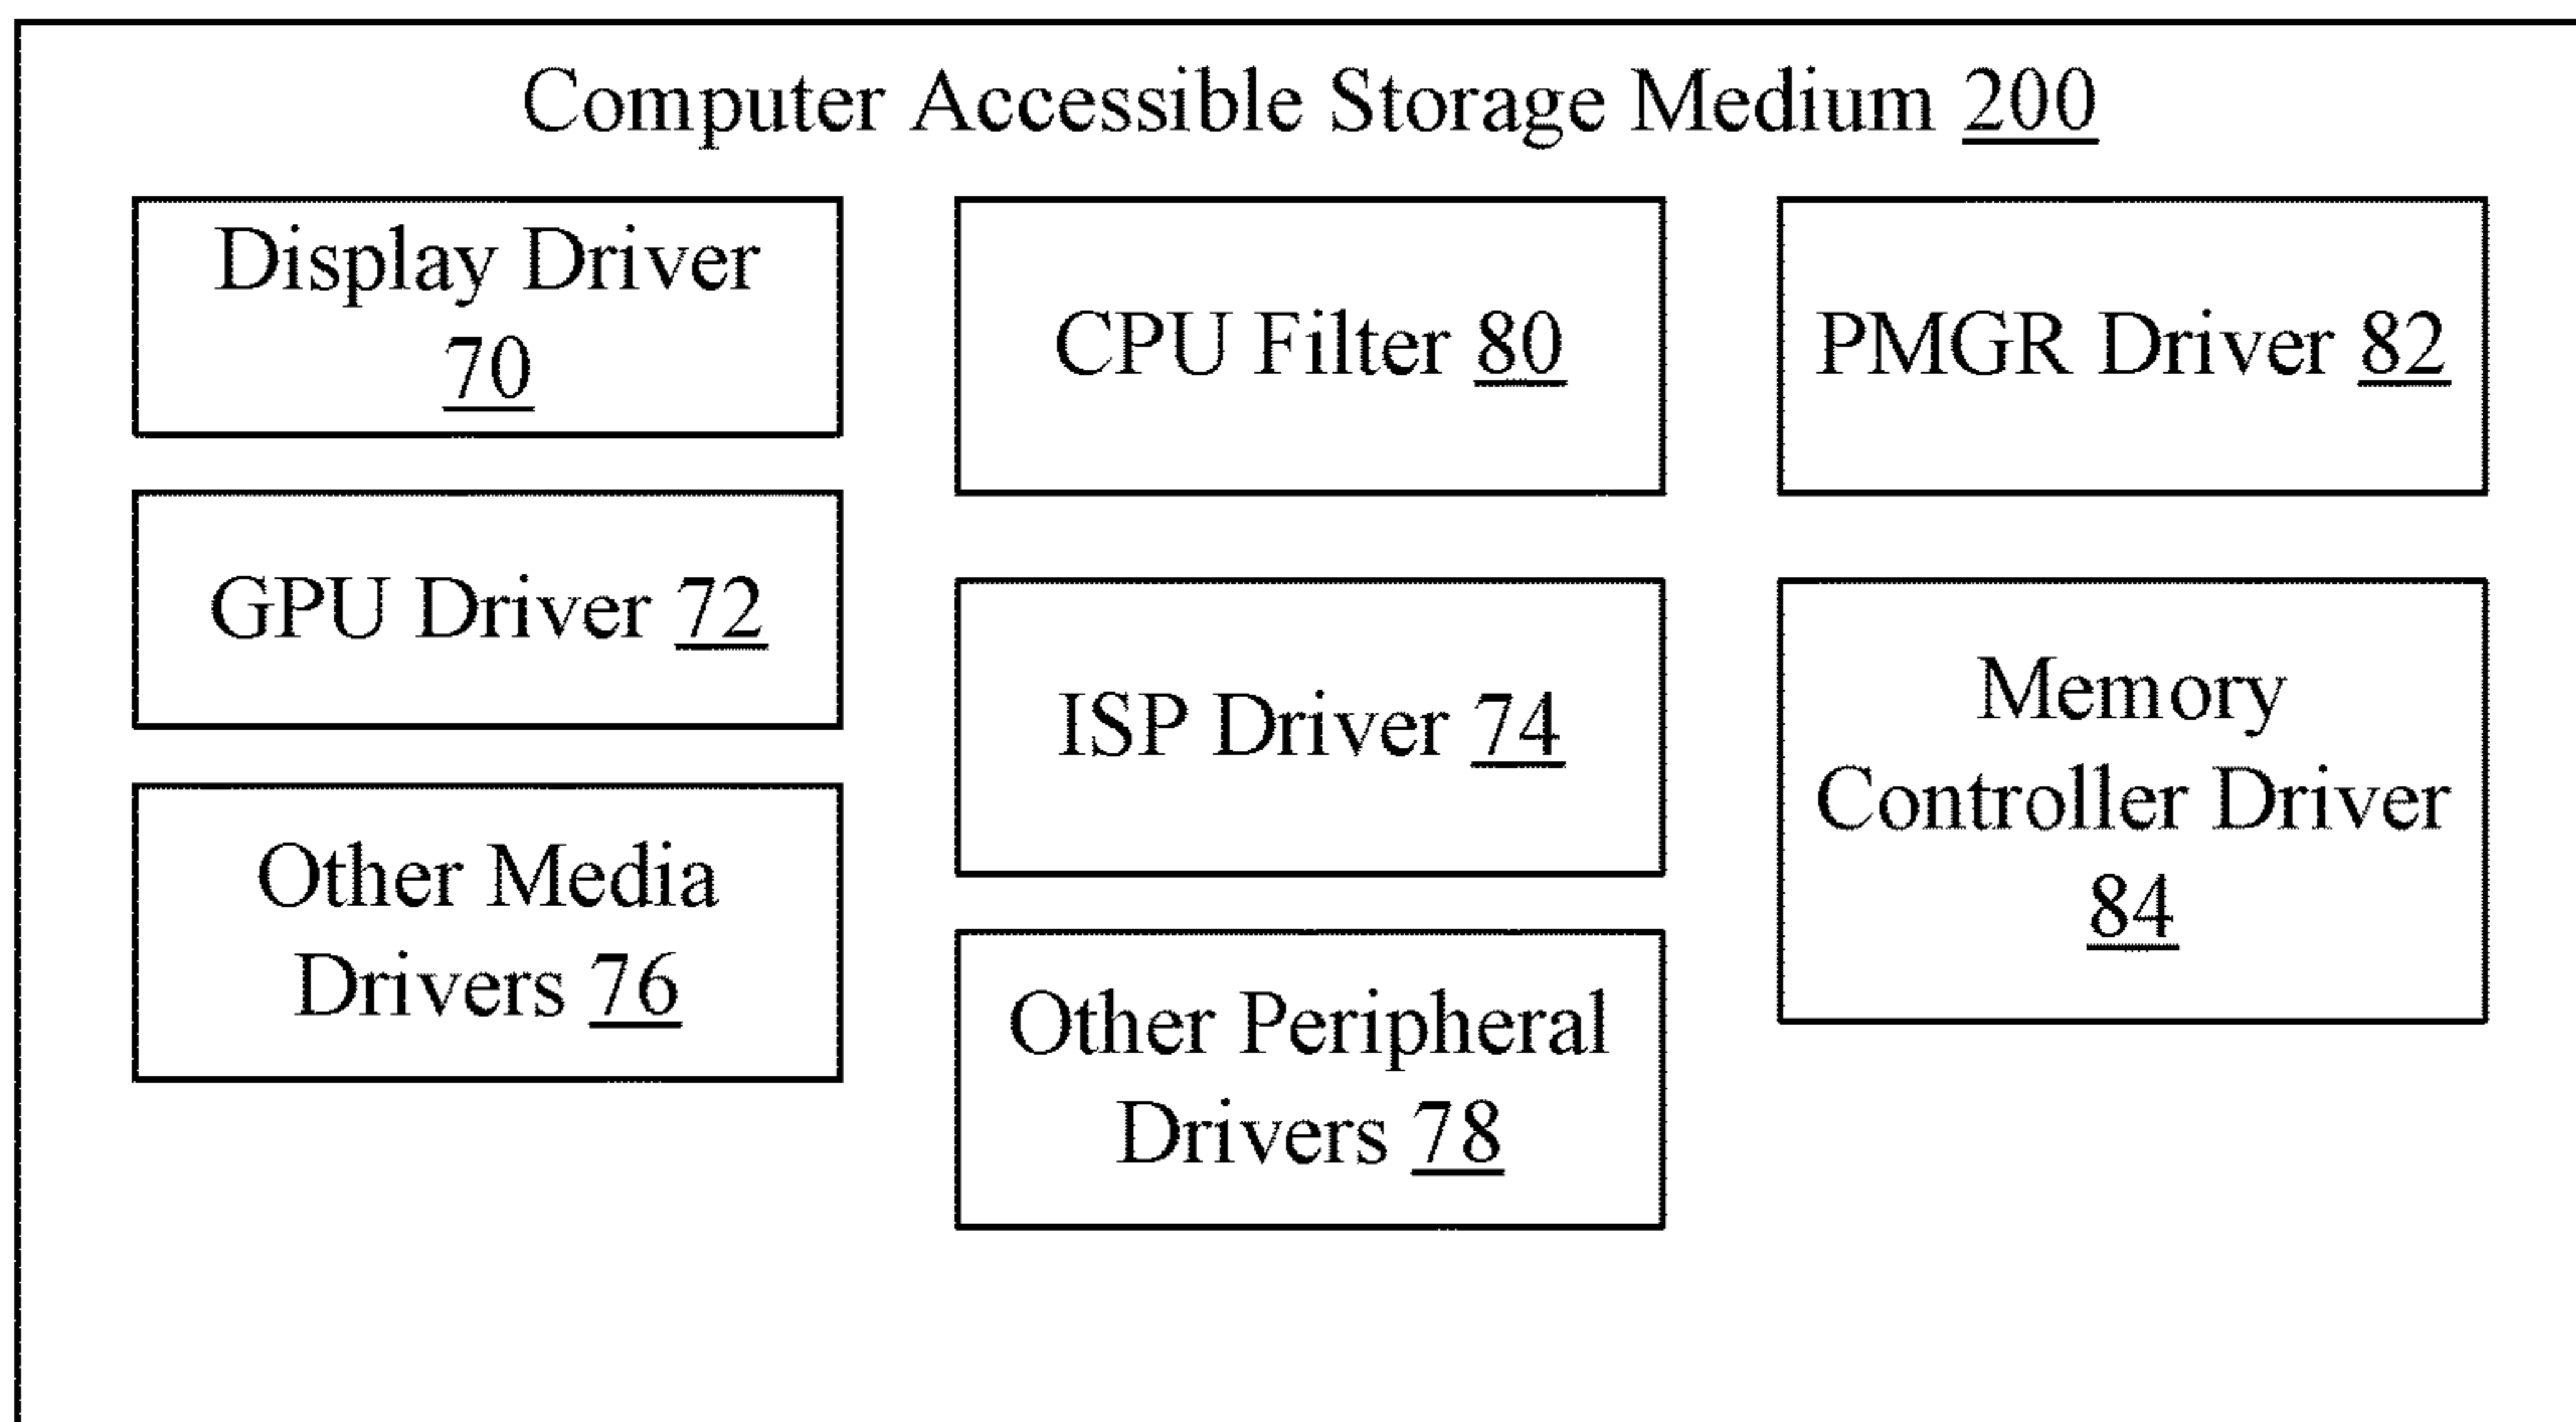 Computer Accessible Storage Medium 200
Display Driver
70
CPU Filter 80
PMGR Driver 82
GPU Driver 72
ISP Driver 74
Memory
Controller Driver
84
Other Media
Drivers 76
Other Peripheral
Drivers 78